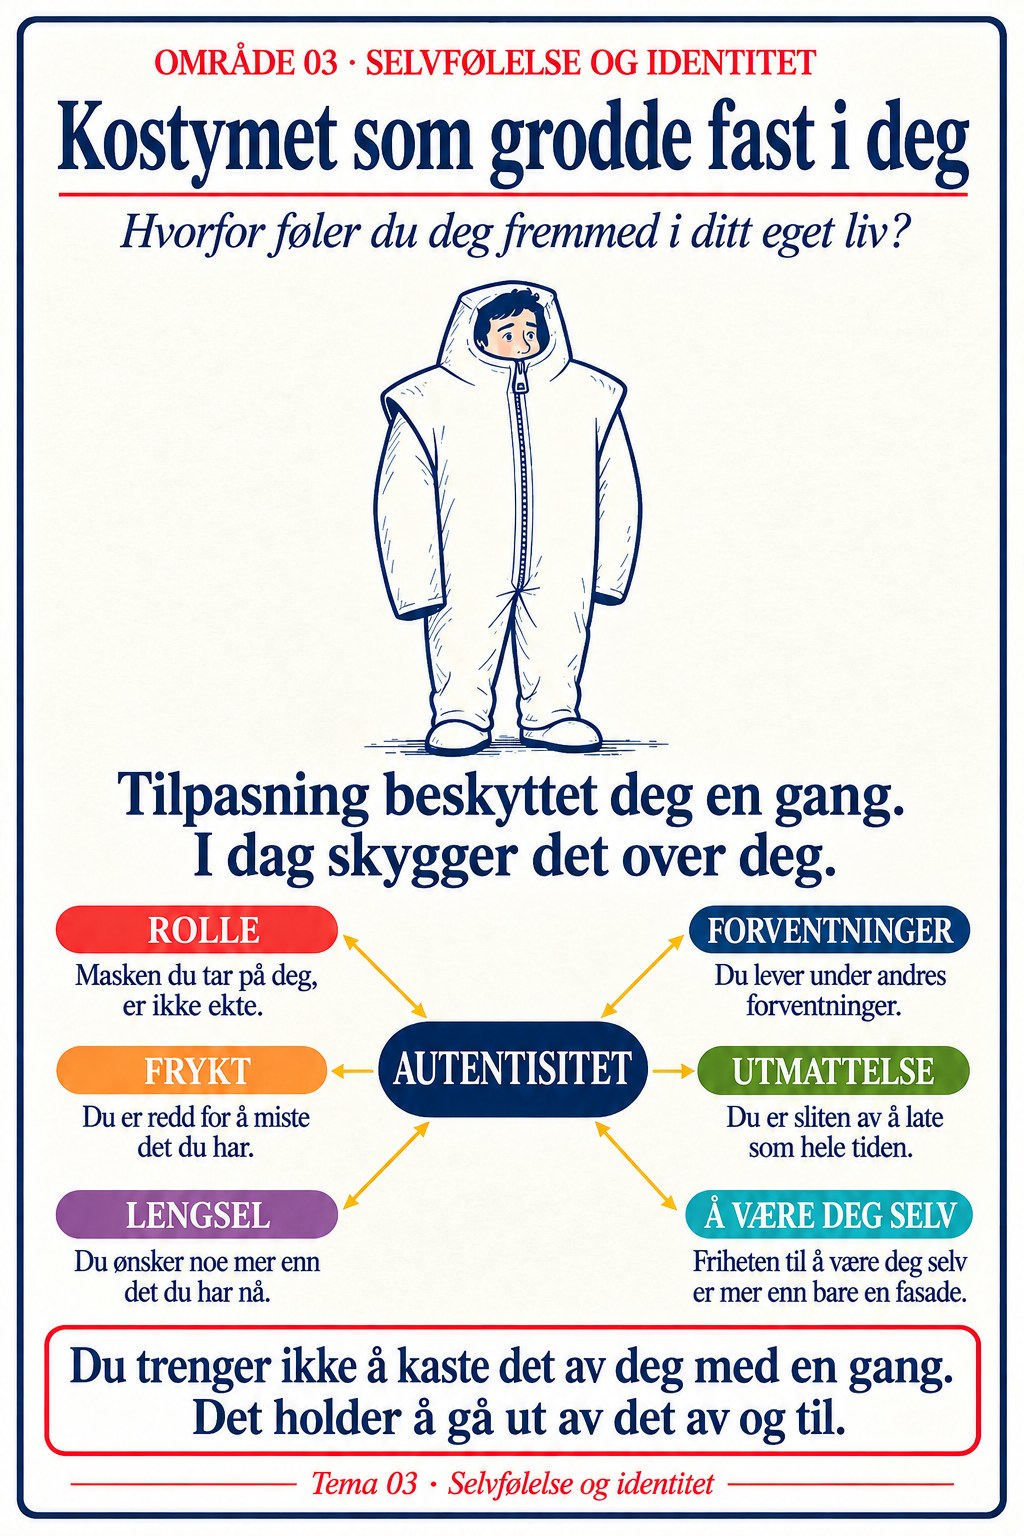 OMRÅDE 03 · SELVFØLELSE OG IDENTITET
Kostymet som grodde fast i deg
Hvorfor føler du deg fremmed i ditt eget liv?
Tilpasning beskyttet deg en gang.
I dag skygger det over deg.
ROLLE
Masken du tar på deg,
er ikke ekte.
FORVENTNINGER
Du lever under andres
forventninger.
AUTENTISITET
FRYKT
Du er redd for å miste
det du har.
UTMATTELSE
Du er sliten av å late
som hele tiden.
LENGSEL
Du ønsker noe mer enn
det du har nå.
Å VÆRE DEG SELV
Friheten til å være deg selv
er mer enn bare en fasade.
Du trenger ikke å kaste det av deg med en gang.
Det holder å gå ut av det av og til.
Tema 03 · Selvfølelse og identitet